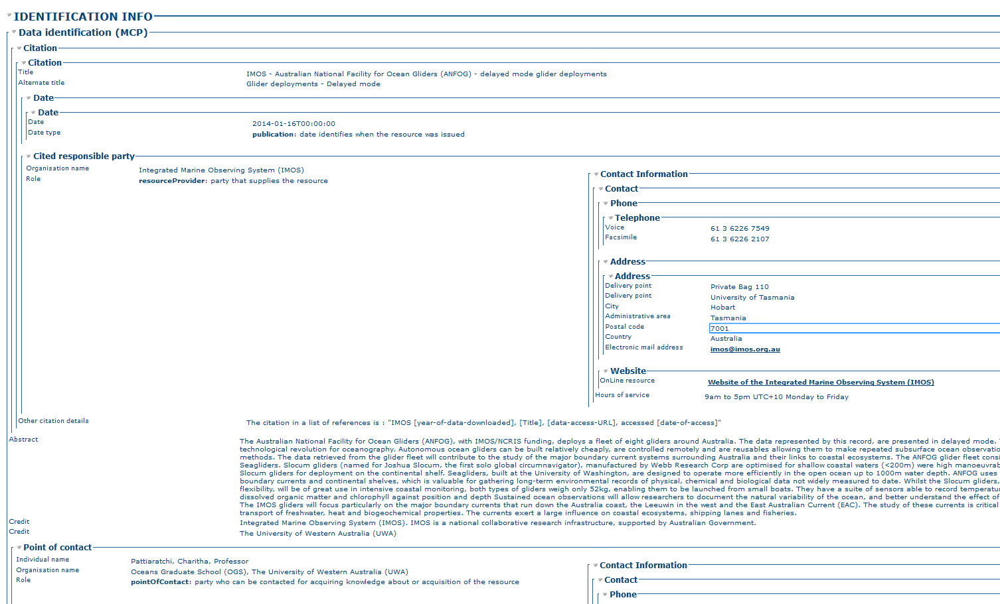 IDENTIFICATION INFO
Data identification (MCP)
Citation
Citation
Title IMOS - Australian National Facility for Ocean Gliders (ANFOG) - delayed mode glider deployments
Alternate title Glider deployments - Delayed mode
Date
Date
Date 2014-01-16T00:00:00
Date type publication: date identifies when the resource was issued
Cited responsible party
Organisation name Integrated Marine Observing System (IMOS)
Role resourceProvider: party that supplies the resource
Contact Information
Contact
Phone
Telephone
Voice 61 3 6226 7549
Facsimile 61 3 6226 2107
Address
Address
Delivery point Private Bag 110
Delivery point University of Tasmania
City Hobart
Administrative area Tasmania
Postal code 7001
Country Australia
Electronic mail address imos@imos.org.au
Website
OnLine resource Website of the Integrated Marine Observing System (IMOS)
Hours of service 9am to 5pm UTC+10 Monday to Friday
Other citation details The citation in a list of references is : "IMOS [year-of-data-downloaded], [Title], [data-access-URL], accessed [date-of-access]"
Abstract The Australian National Facility for Ocean Gliders (ANFOG), with IMOS/NCRIS funding, deploys a fleet of eight gliders around Australia. The data represented by this record, are presented in delayed mode.
technological revolution for oceanography. Autonomous ocean gliders can be built relatively cheaply, are controlled remotely and are reusables allowing them to make repeated subsurface ocean observatio
methods. The data retrieved from the glider fleet will contribute to the study of the major boundary current systems surrounding Australia and their links to coastal ecosystems. The ANFOG glider fleet consi
Seagliders. Slocum gliders (named for Joshua Slocum, the first solo global circumnavigator), manufactured by Webb Research Corp are optimised for shallow coastal waters (<200m) were high manoeuvrab
Slocum gliders for deployment on the continental shelf. Seagliders, built at the University of Washington, are designed to operate more efficiently in the open ocean up to 1000m water depth. ANFOG uses
boundary currents and continental shelves, which is valuable for gathering long-term environmental records of physical, chemical and biological data not widely measured to date. Whilst the Slocum gliders,
flexibility, will be of great use in intensive coastal monitoring, both types of gliders weigh only 52kg, enabling them to be launched from small boats. They have a suite of sensors able to record temperatu
dissolved organic matter and chlorophyll against position and depth Sustained ocean observations will allow researchers to document the natural variability of the ocean, and better understand the effect of
The IMOS gliders will focus particularly on the major boundary currents that run down the Australia coast, the Leeuwin in the west and the East Australian Current (EAC). The study of these currents is critical
transport of freshwater, heat and biogeochemical properties. The currents exert a large influence on coastal ecosystems, shipping lanes and fisheries.
Credit Integrated Marine Observing System (IMOS). IMOS is a national collaborative research infrastructure, supported by Australian Government.
Credit The University of Western Australia (UWA)
Point of contact
Individual name Pattiaratchi, Charitha, Professor
Organisation name Oceans Graduate School (OGS), The University of Western Australia (UWA)
Role pointOfContact: party who can be contacted for acquiring knowledge about or acquisition of the resource
Contact Information
Contact
Phone